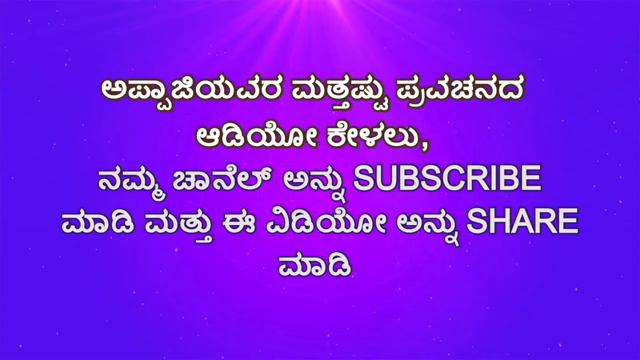 ಅಪ್ಪಾಜಿಯವರ ಮತ್ತಷ್ಟು ಪ್ರವಚನದ
ಆಡಿಯೋ ಕೇಳಲು,
ನಮ್ಮ ಚಾನೆಲ್ ಅನ್ನು SUBSCRIBE
ಮಾಡಿ ಮತ್ತು ಈ ವಿಡಿಯೋ ಅನ್ನು SHARE
ಮಾಡಿ